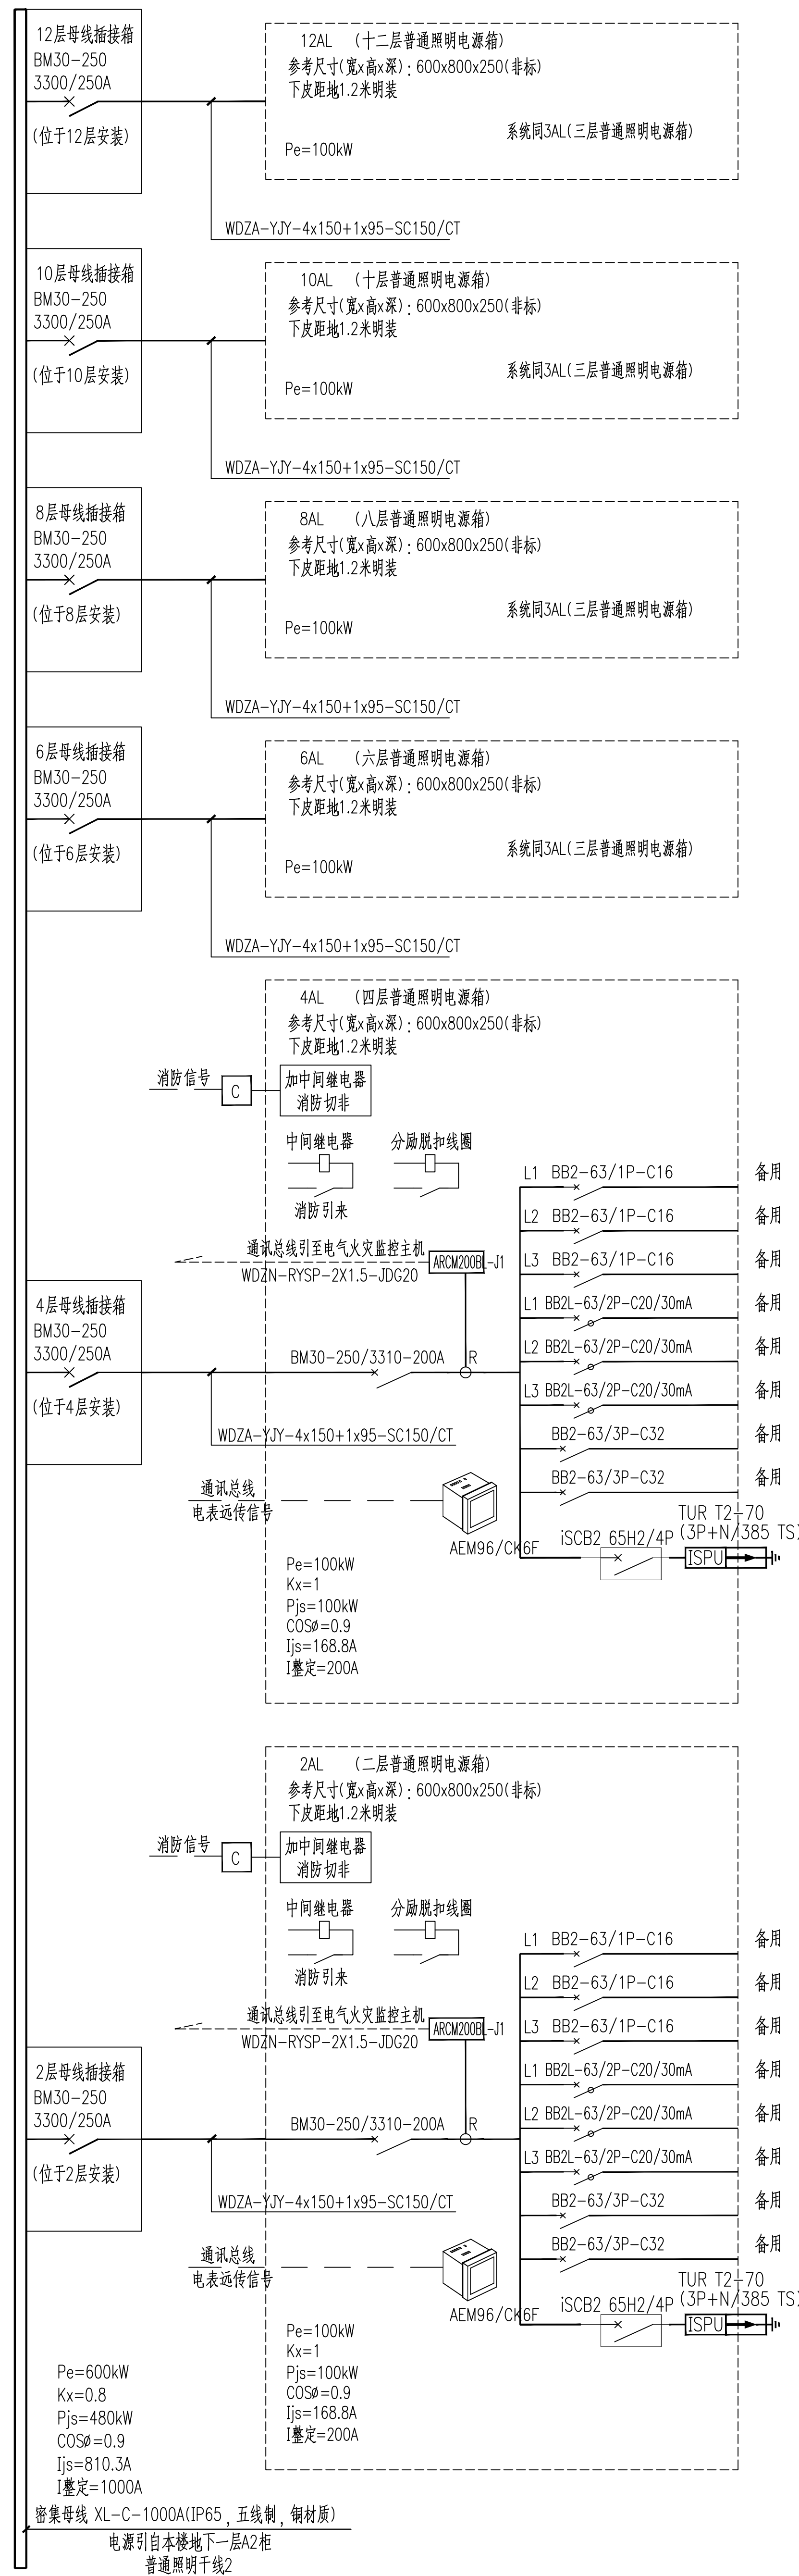 12层母线插接箱
BM30-250
3300/250A
(位于12层安装)
12AL （十二层普通照明电源箱）
参考尺寸(宽x高x深)：600x800x250(非标)
下皮距地1.2米明装
系统同3AL(三层普通照明电源箱)
Pe=100kW
WDZA-YJY-4x150+1x95-SC150/CT
10层母线插接箱
BM30-250
3300/250A
(位于10层安装)
10AL （十层普通照明电源箱）
参考尺寸(宽x高x深)：600x800x250(非标)
下皮距地1.2米明装
系统同3AL(三层普通照明电源箱)
Pe=100kW
WDZA-YJY-4x150+1x95-SC150/CT
8层母线插接箱
BM30-250
3300/250A
(位于8层安装)
8AL （八层普通照明电源箱）
参考尺寸(宽x高x深)：600x800x250(非标)
下皮距地1.2米明装
系统同3AL(三层普通照明电源箱)
Pe=100kW
WDZA-YJY-4x150+1x95-SC150/CT
6层母线插接箱
BM30-250
3300/250A
(位于6层安装)
6AL （六层普通照明电源箱）
参考尺寸(宽x高x深)：600x800x250(非标)
下皮距地1.2米明装
系统同3AL(三层普通照明电源箱)
Pe=100kW
WDZA-YJY-4x150+1x95-SC150/CT
4AL （四层普通照明电源箱）
参考尺寸(宽x高x深)：600x800x250(非标)
下皮距地1.2米明装
消防信号
C
加中间继电器
消防切非
中间继电器
分励脱扣线圈
消防引来
通讯总线引至电气火灾监控主机
WDZN-RYSP-2X1.5-JDG20
ARCM200BL-J1
4层母线插接箱
BM30-250
3300/250A
(位于4层安装)
BM30-250/3310-200A
R
WDZA-YJY-4x150+1x95-SC150/CT
L1 BB2-63/1P-C16 备用
L2 BB2-63/1P-C16 备用
L3 BB2-63/1P-C16 备用
L1 BB2L-63/2P-C20/30mA 备用
L2 BB2L-63/2P-C20/30mA 备用
L3 BB2L-63/2P-C20/30mA 备用
BB2-63/3P-C32 备用
BB2-63/3P-C32 备用
通讯总线
电表远传信号
AEM96/CK6F
iSCB2 65H2/4P
TUR T2-70
(3P+N/385 TS)
ISPU
Pe=100kW
Kx=1
Pjs=100kW
COSø=0.9
Ijs=168.8A
I整定=200A
2AL （二层普通照明电源箱）
参考尺寸(宽x高x深)：600x800x250(非标)
下皮距地1.2米明装
消防信号
C
加中间继电器
消防切非
中间继电器
分励脱扣线圈
消防引来
通讯总线引至电气火灾监控主机
WDZN-RYSP-2X1.5-JDG20
ARCM200BL-J1
2层母线插接箱
BM30-250
3300/250A
(位于2层安装)
BM30-250/3310-200A
R
WDZA-YJY-4x150+1x95-SC150/CT
L1 BB2-63/1P-C16 备用
L2 BB2-63/1P-C16 备用
L3 BB2-63/1P-C16 备用
L1 BB2L-63/2P-C20/30mA 备用
L2 BB2L-63/2P-C20/30mA 备用
L3 BB2L-63/2P-C20/30mA 备用
BB2-63/3P-C32 备用
BB2-63/3P-C32 备用
通讯总线
电表远传信号
AEM96/CK6F
iSCB2 65H2/4P
TUR T2-70
(3P+N/385 TS)
ISPU
Pe=100kW
Kx=1
Pjs=100kW
COSø=0.9
Ijs=168.8A
I整定=200A
Pe=600kW
Kx=0.8
Pjs=480kW
COSø=0.9
Ijs=810.3A
I整定=1000A
密集母线 XL-C-1000A(IP65，五线制，铜材质)
电源引自本楼地下一层A2柜
普通照明干线2